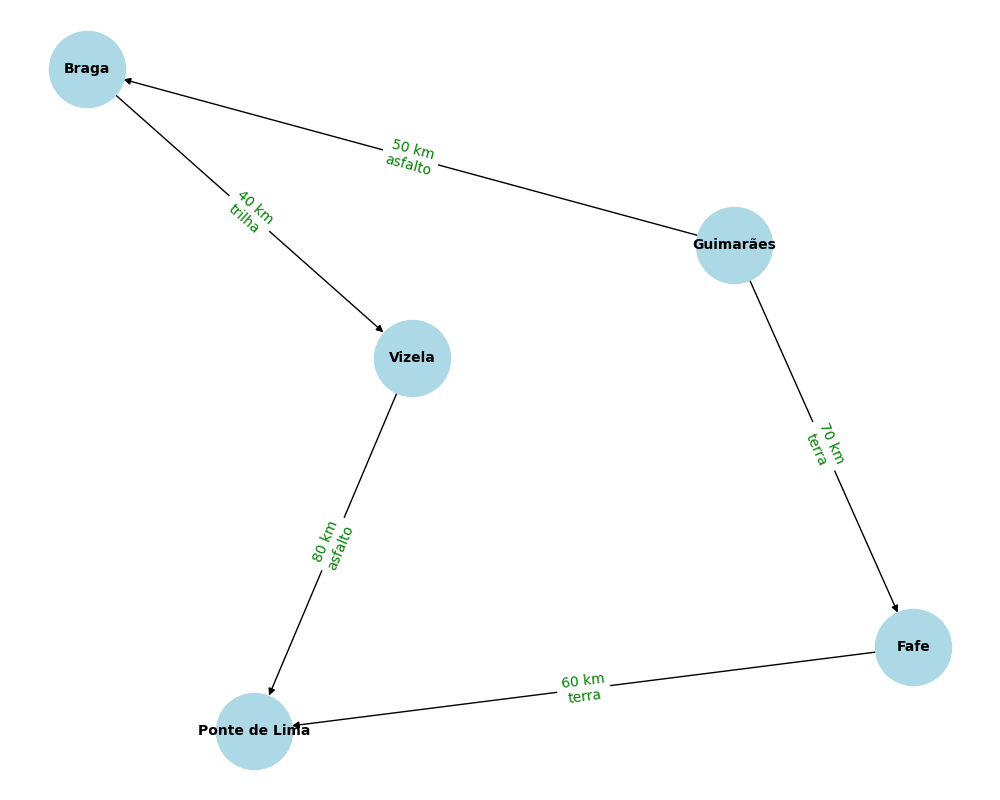 Braga
50 km
asfalto
40 km
trilha
Guimarães
Vizela
70 km
terra
80 km
asfalto
Fafe
60 km
terra
Ponte de Lima